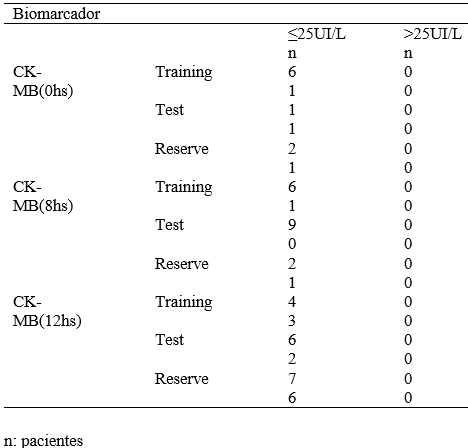 Biomarcador
≤25UI/L >25UI/L
n n
CK- Training 6 0
MB(0hs) 1 0
Test 1 0
1 0
Reserve 2 0
1 0
CK- Training 6 0
MB(8hs) 1 0
Test 9 0
0 0
Reserve 2 0
1 0
CK- Training 4 0
MB(12hs) 3 0
Test 6 0
2 0
Reserve 7 0
6 0
n: pacientes